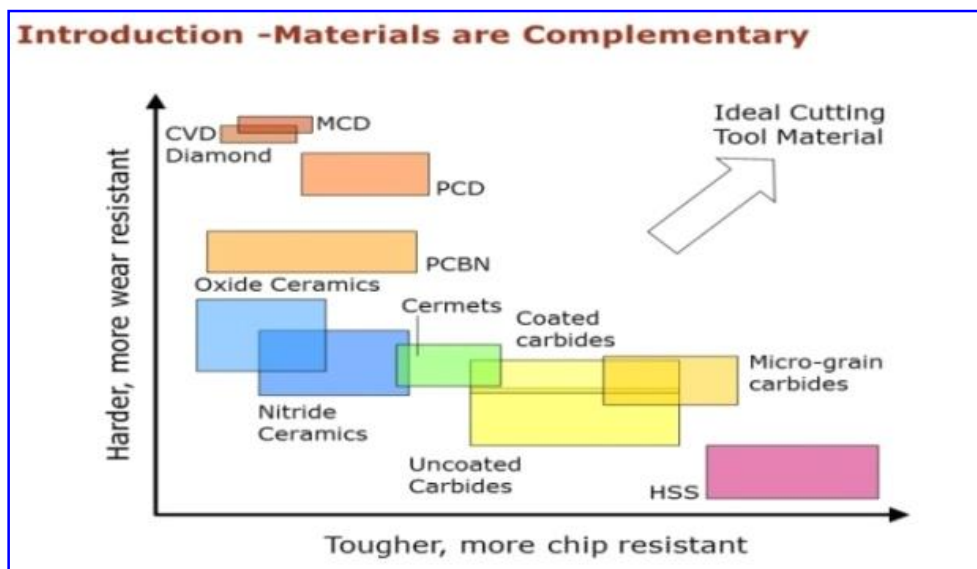 Introduction -Materials are Complementary
Ideal Cutting
Tool Material
MCD
CVD
Diamond
PCD
PCBN
Oxide Ceramics
Cermets
Coated
carbides
Micro-grain
carbides
Nitride
Ceramics
Uncoated
Carbides
HSS
Harder, more wear resistant
Tougher, more chip resistant